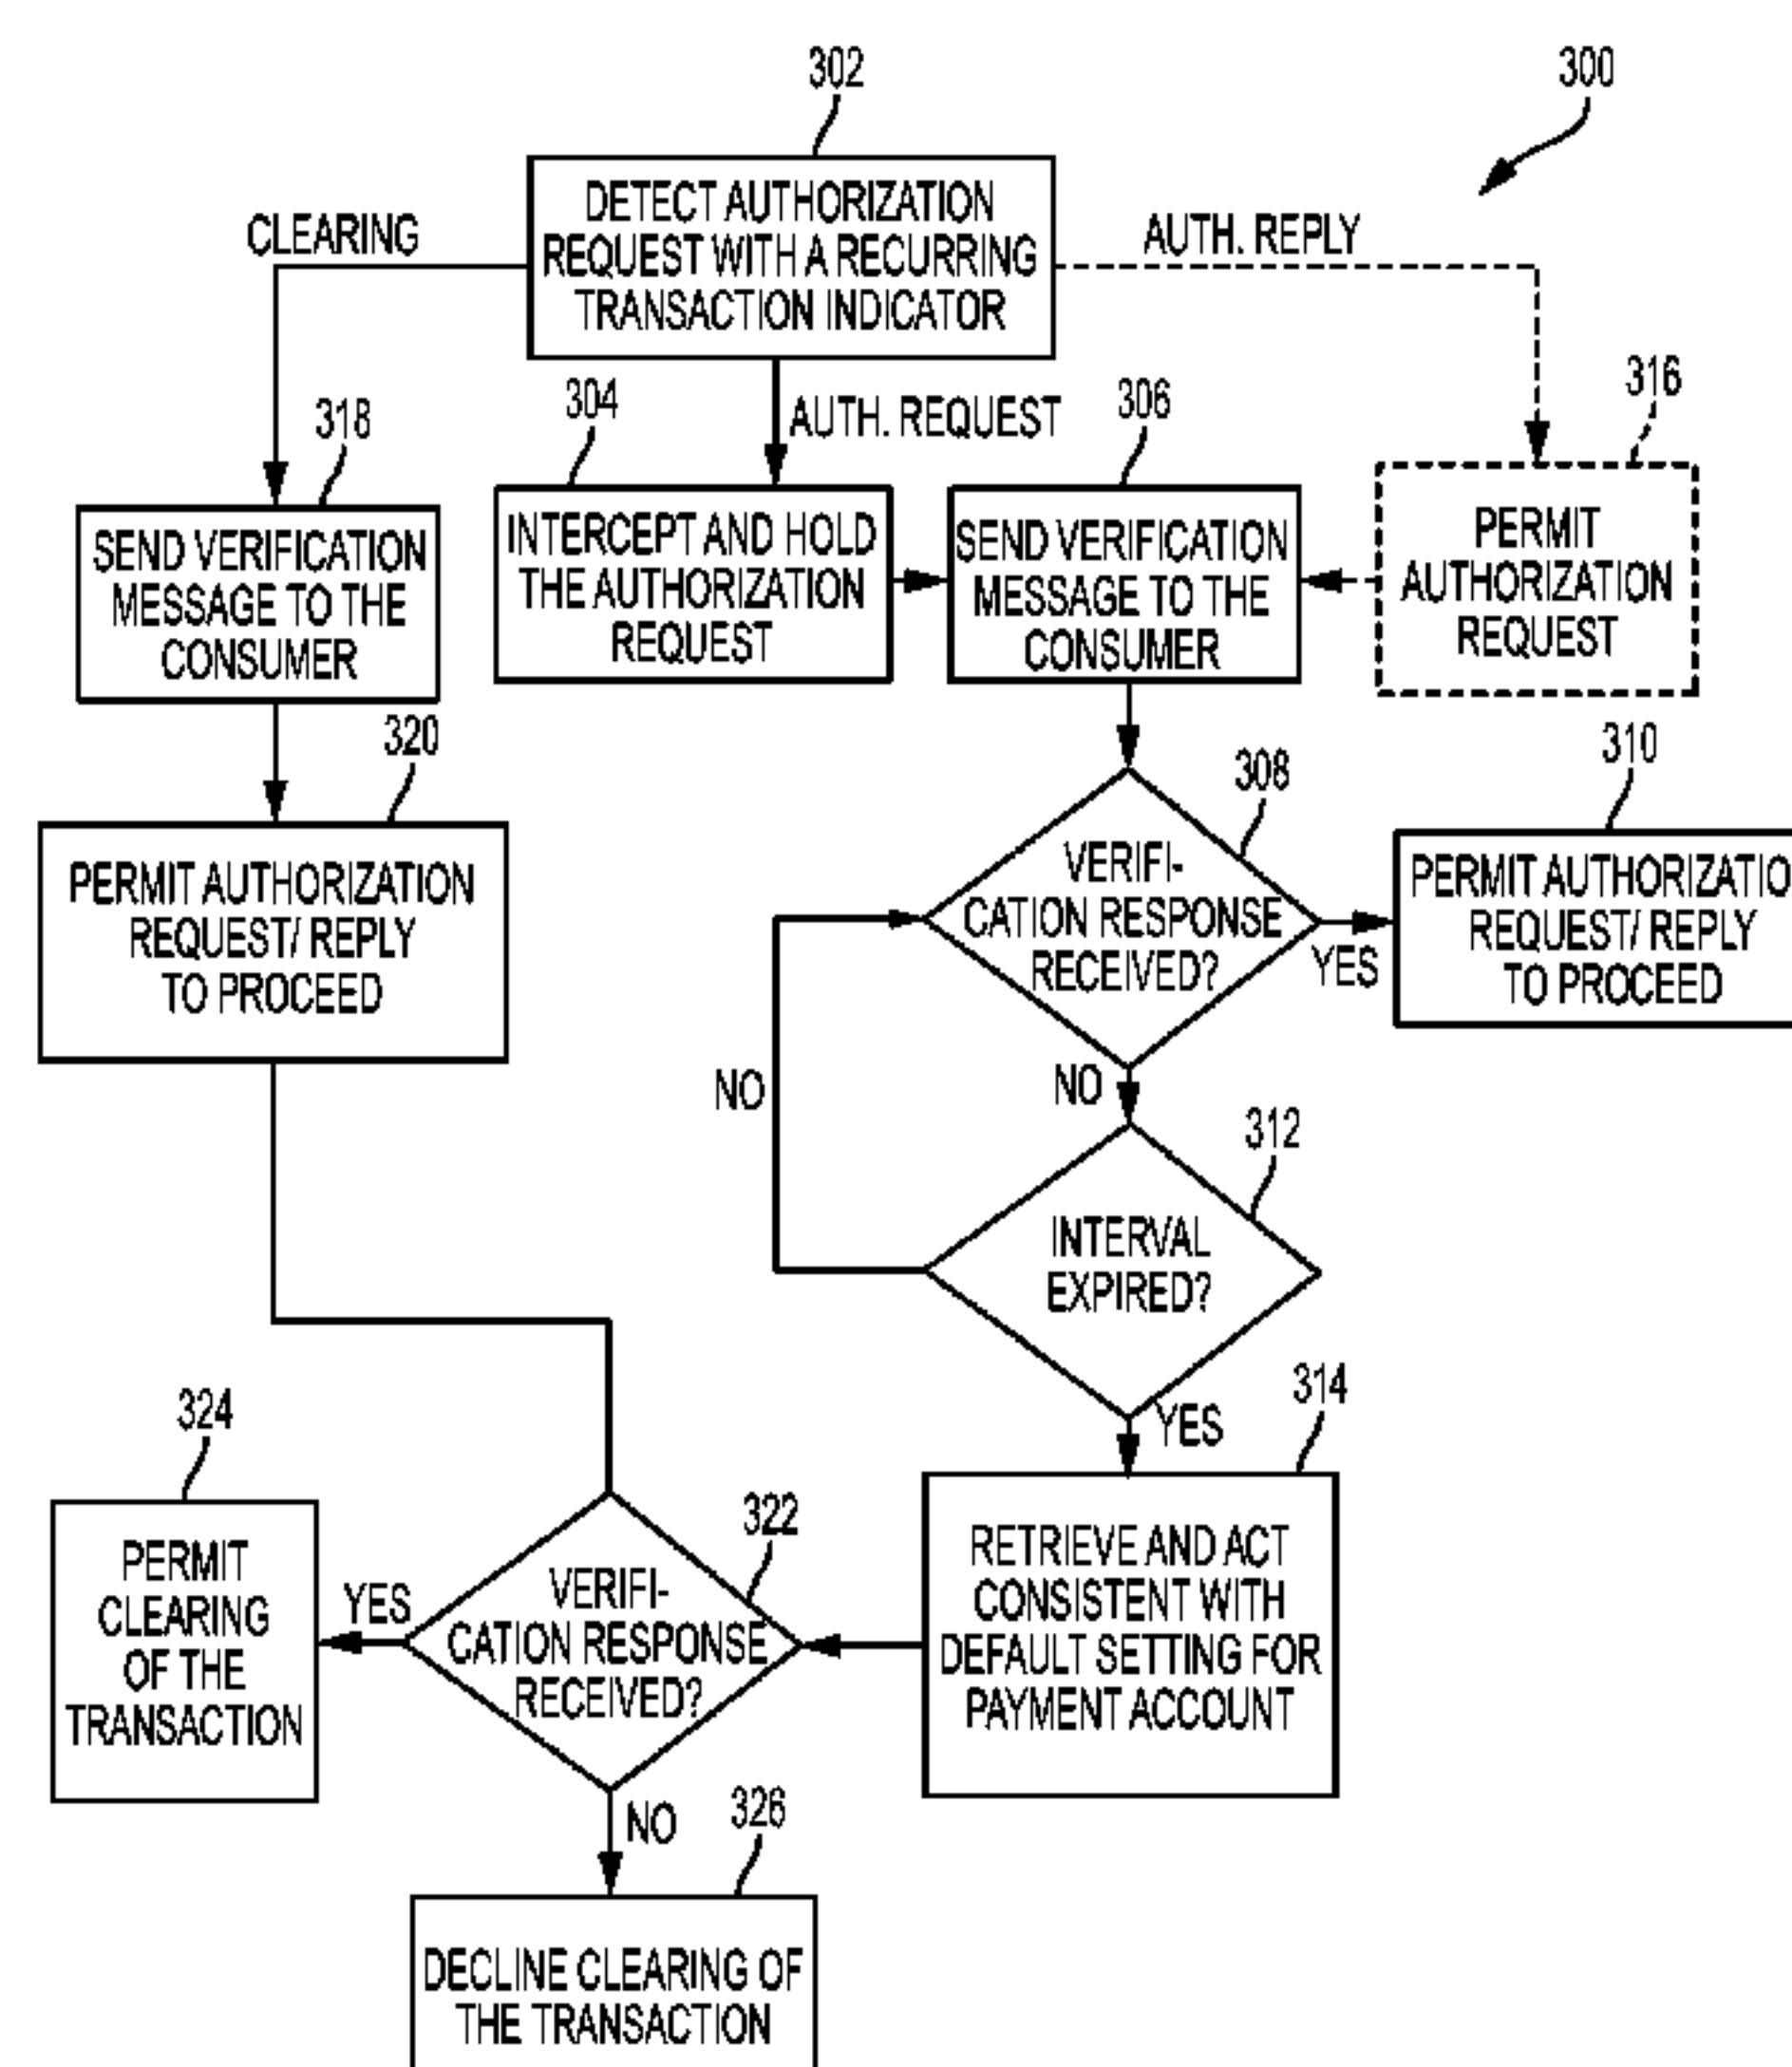 302
300
DETECT AUTHORIZATION
REQUEST WITH A RECURRING
TRANSACTION INDICATOR
CLEARING
AUTH. REPLY
AUTH. REQUEST
318
304
306
316
SEND VERIFICATION
MESSAGE TO THE
CONSUMER
INTERCEPT AND HOLD
THE AUTHORIZATION
REQUEST
SEND VERIFICATION
MESSAGE TO THE
CONSUMER
PERMIT
AUTHORIZATION
REQUEST
320
308
310
PERMIT AUTHORIZATION
REQUEST/ REPLY
TO PROCEED
VERIFI-
CATION RESPONSE
RECEIVED?
YES
PERMIT AUTHORIZATIO
REQUEST/ REPLY
TO PROCEED
NO
NO
312
INTERVAL
EXPIRED?
YES
314
324
322
PERMIT
CLEARING
OF THE
TRANSACTION
YES
VERIFI-
CATION RESPONSE
RECEIVED?
RETRIEVE AND ACT
CONSISTENT WITH
DEFAULT SETTING FOR
PAYMENT ACCOUNT
NO
326
DECLINE CLEARING OF
THE TRANSACTION